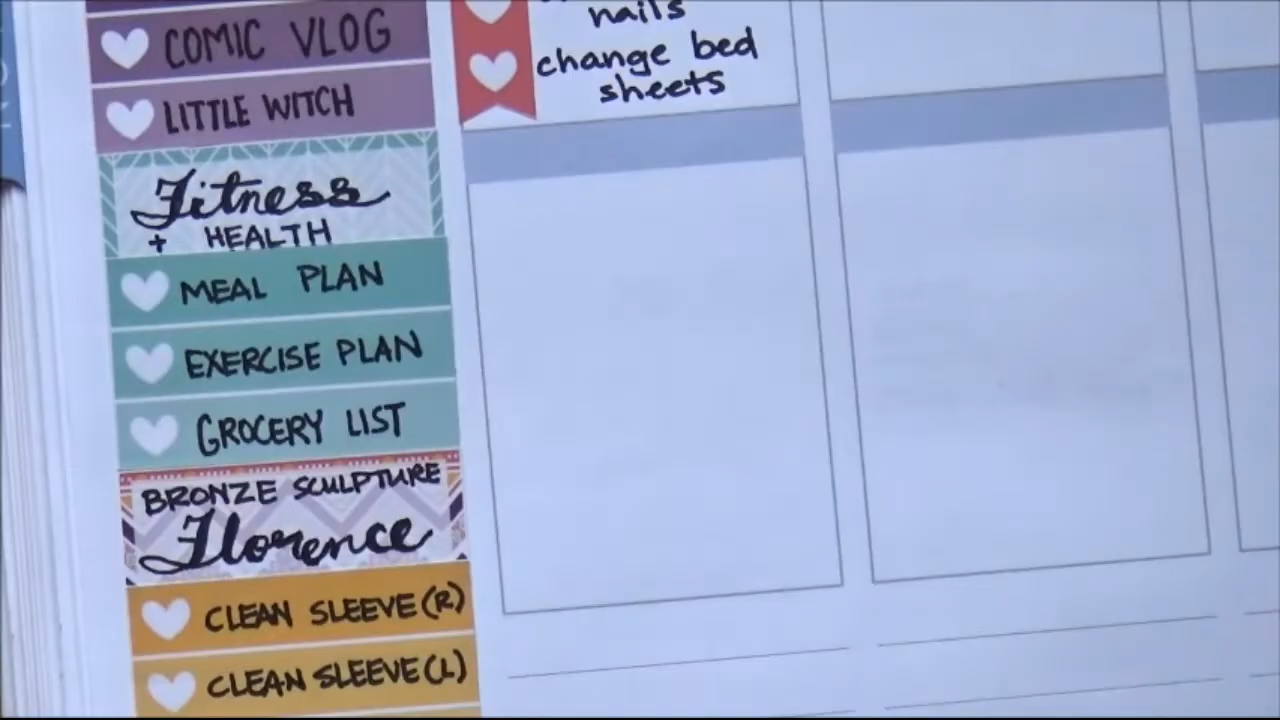 COMIC VLOG
LITTLE WITCH
Fitness
+ HEALTH
MEAL PLAN
EXERCISE PLAN
GROCERY LIST
BRONZE SCULPTURE
Florence
CLEAN SLEEVE (R)
CLEAN SLEEVE (L)
nails
change bed
sheets